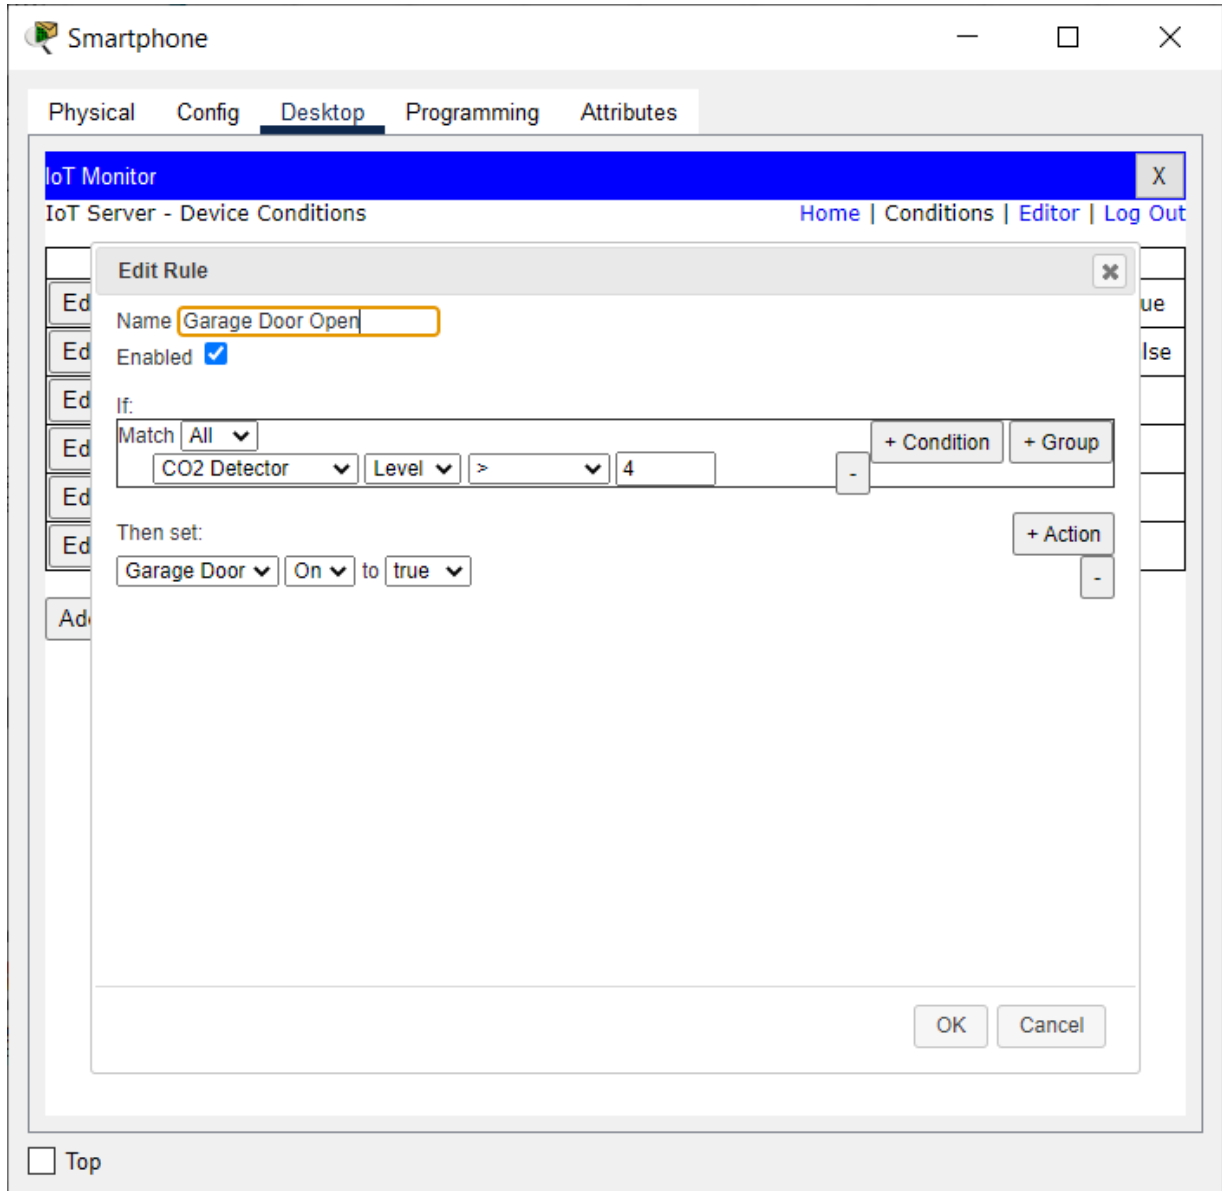 Smartphone
Physical Config Desktop Programming Attributes
IoT Monitor X
IoT Server - Device Conditions Home | Conditions | Editor | Log Out
Edit Rule
Name Garage Door Open
Ed ue
Enabled
Ed lse
If:
Ed
Match All + Condition + Group
Ed
CO2 Detector Level > 4 -
Ed
Then set: + Action
Ed
Garage Door On to true -
Ad
OK Cancel
Top